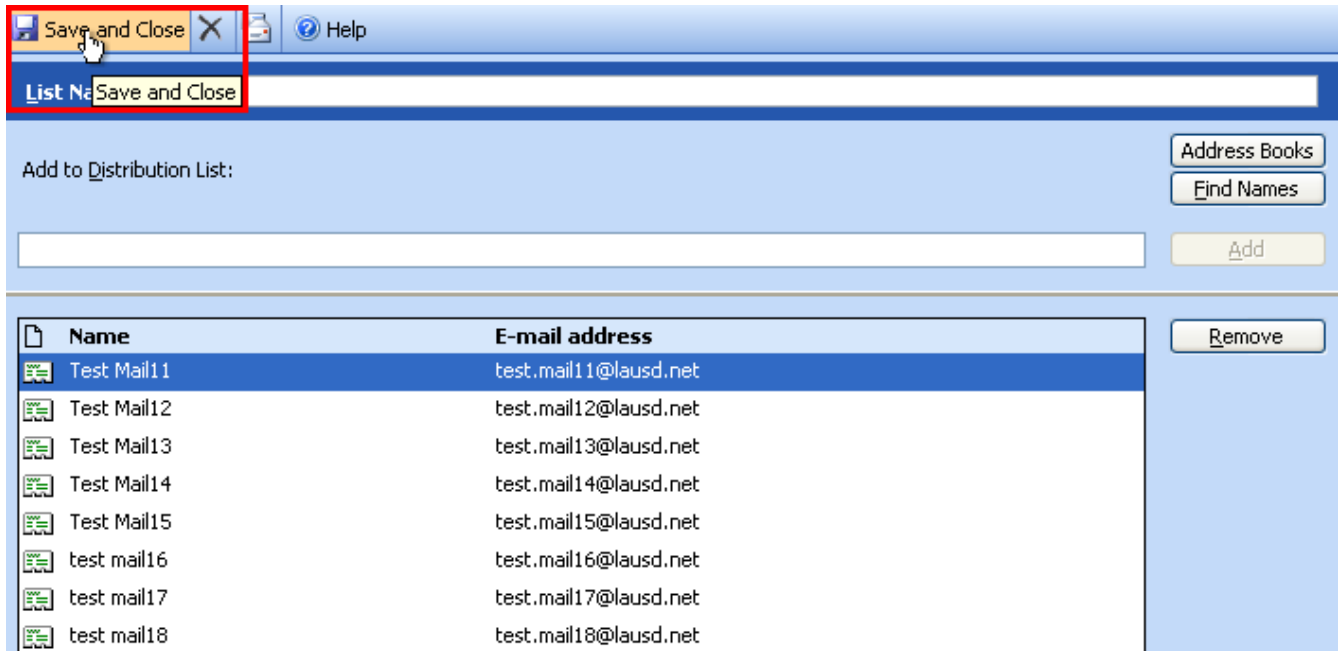 Save and Close Help
List Na Save and Close
Address Books
Add to Distribution List:
Find Names
Add
Name E-mail address Remove
Test Mail11 test.mail11@lausd.net
Test Mail12 test.mail12@lausd.net
Test Mail13 test.mail13@lausd.net
Test Mail14 test.mail14@lausd.net
Test Mail15 test.mail15@lausd.net
test mail16 test.mail16@lausd.net
test mail17 test.mail17@lausd.net
test mail18 test.mail18@lausd.net